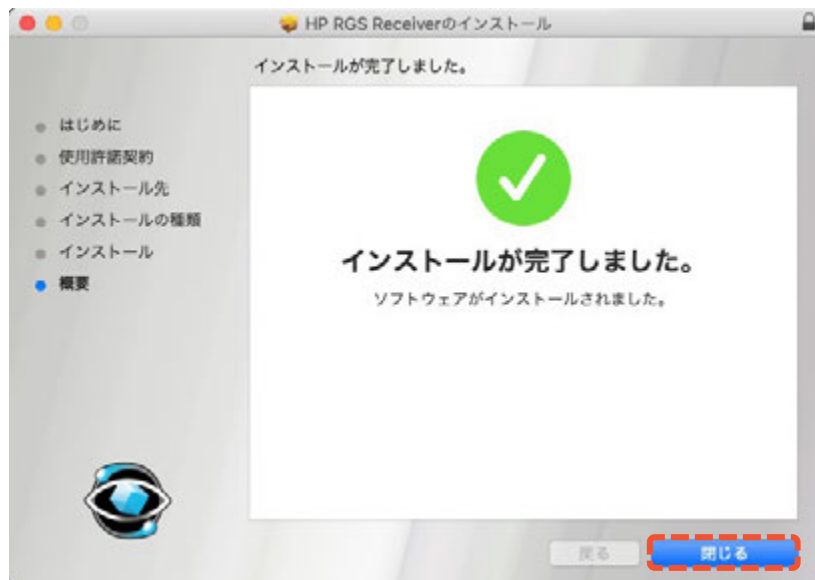 HP RGS Receiverのインストール
インストールが完了しました。
はじめに
使用許諾契約
インストール先
インストールの種類
インストール
概要
インストールが完了しました。
ソフトウェアがインストールされました。
戻る
閉じる